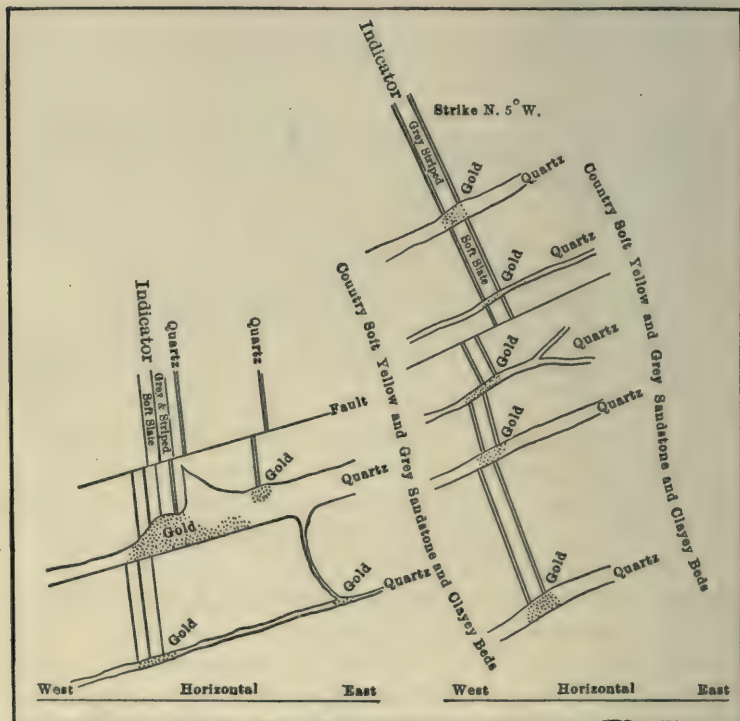 Indicator
Strike N. 5° W.
Grey Striped
Gold
Quartz
Soft Slate
Gold
Quartz
Gold
Quartz
Gold
Quartz
Gold
Quartz
Country Soft Yellow and Grey Sandstone and Clayey Beds
Indicator
Soft Slate
Grey & Striped
Quartz
Quartz
Fault
Gold
Quartz
Gold
Gold
Quartz
Gold
Country Soft Yellow and Grey Sandstone and Clayey Beds
West Horizontal East
West Horizontal East